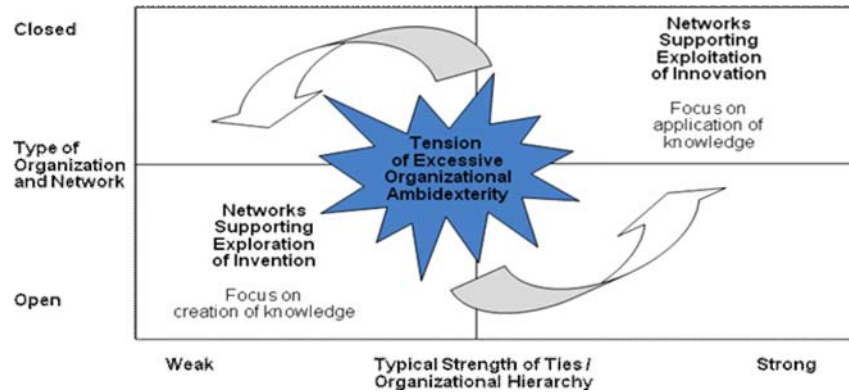 Closed
Networks
Supporting
Exploitation
of Innovation
Focus on
application of
knowledge
Tension
of Excessive
Organizational
Ambidexterity
Type of
Organization
and Network
Networks
Supporting
Exploration
of Invention
Focus on
creation of knowledge
Open
Weak
Typical Strength of Ties /
Organizational Hierarchy
Strong